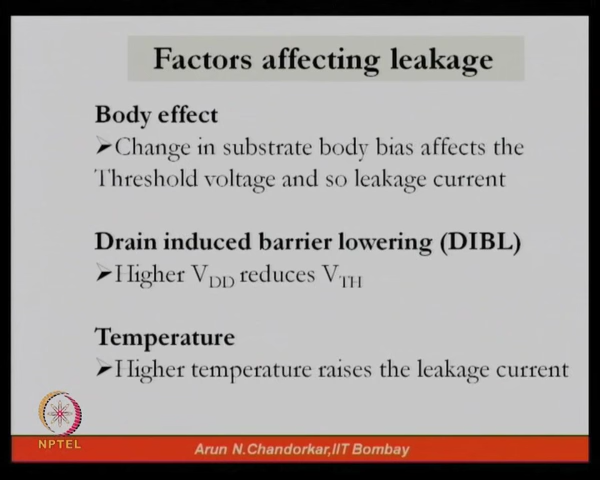 Factors affecting leakage
Body effect
➤Change in substrate body bias affects the
Threshold voltage and so leakage current
Drain induced barrier lowering (DIBL)
➤Higher VDD reduces VTH
Temperature
➤Higher temperature raises the leakage current
NPTEL
Arun N.Chandorkar,IIT Bombay